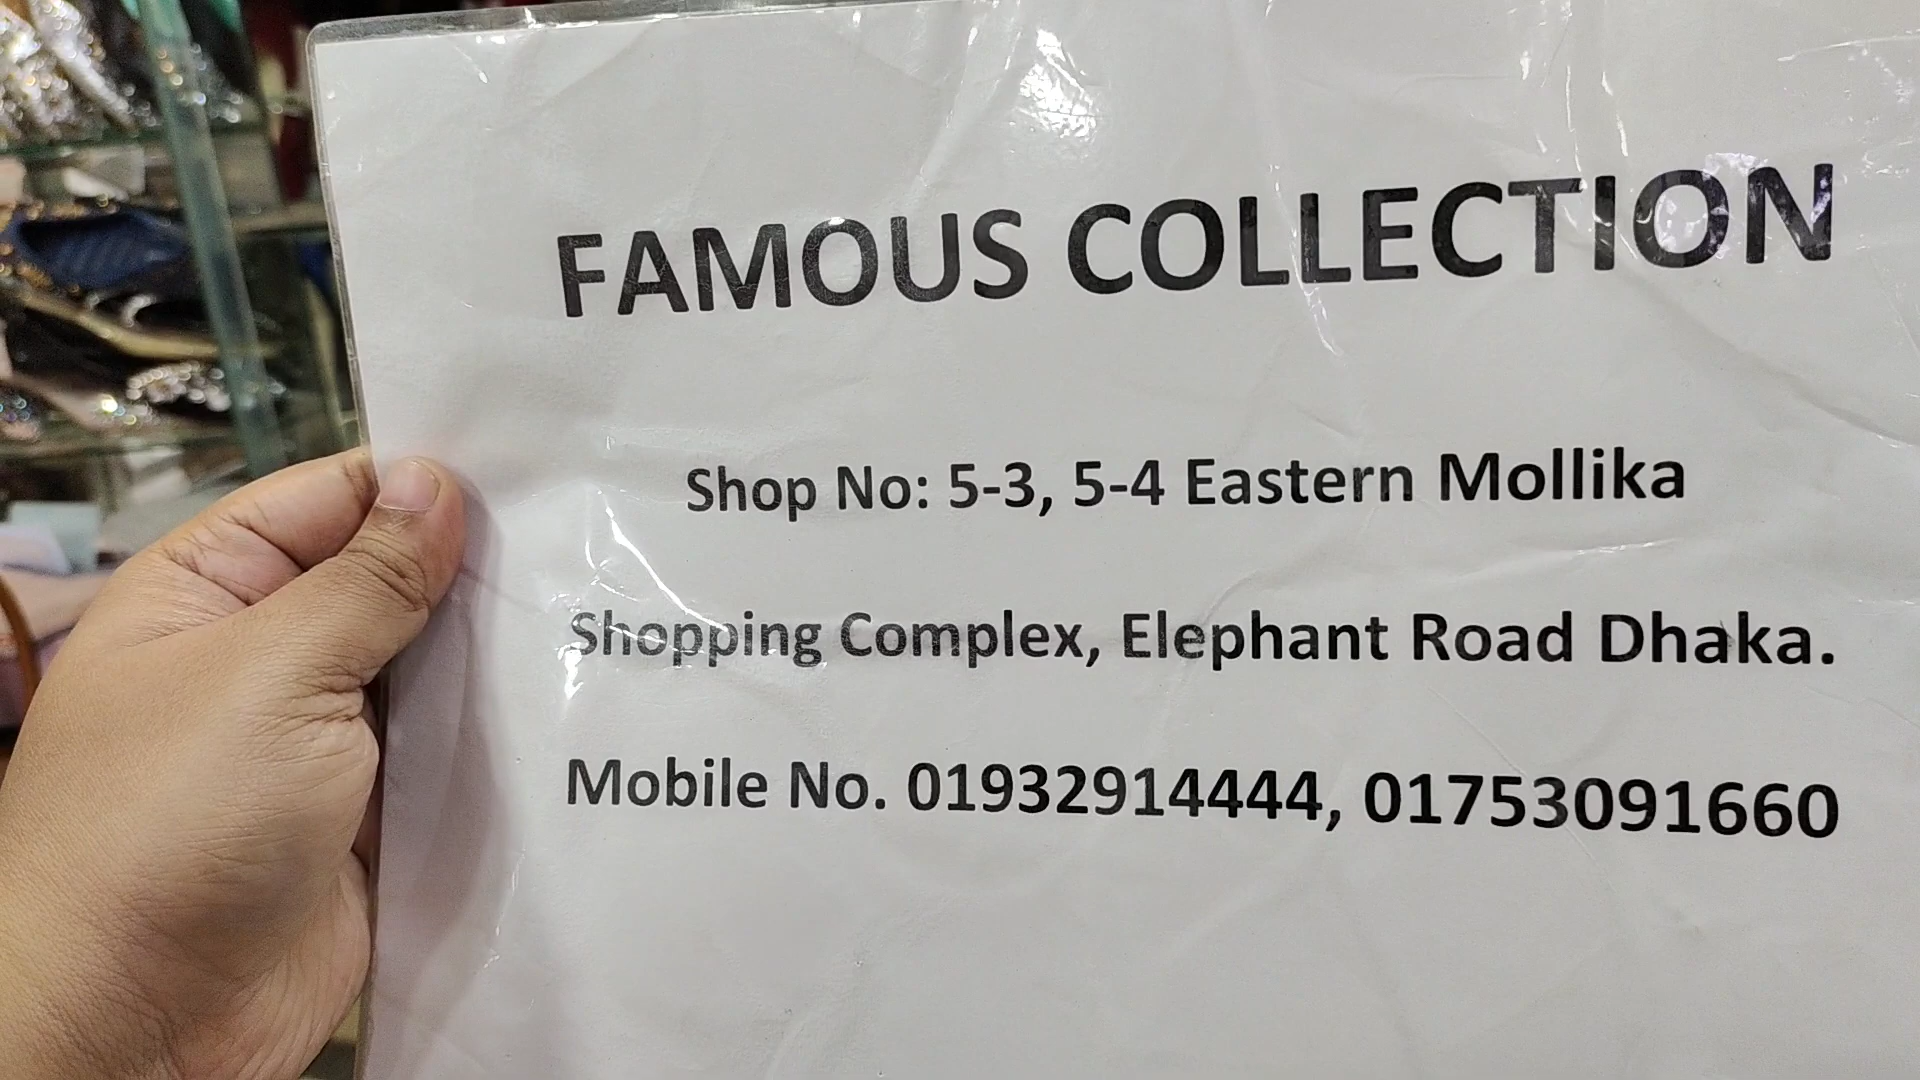 FAMOUS COLLECTION
Shop No: 5-3, 5-4 Eastern Mollika
Shopping Complex, Elephant Road Dhaka.
Mobile No. 01932914444, 01753091660